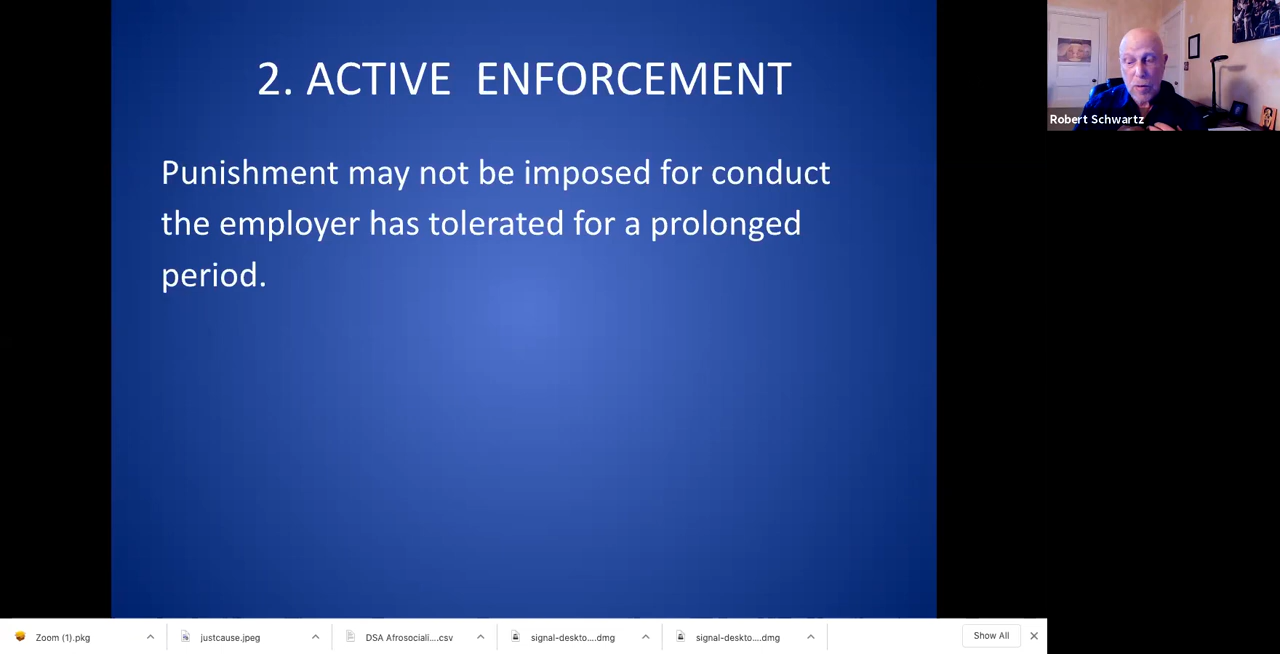 2. ACTIVE ENFORCEMENT
Punishment may not be imposed for conduct
the employer has tolerated for a prolonged
period.
Robert Schwartz
Zoom (1).pkg
justcause.jpeg
DSA Afrosociali....csv
signal-deskto....dmg
signal-deskto....dmg
Show All